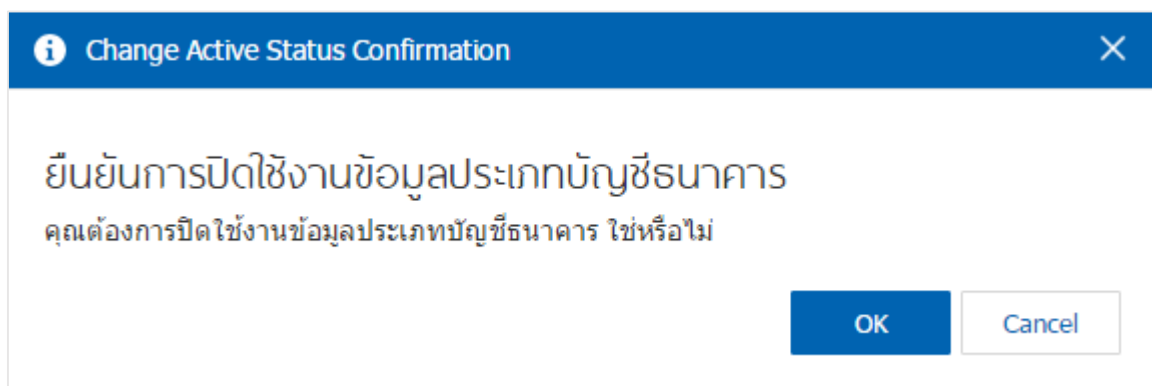 Change Active Status Confirmation
ยืนยันการปิดใช้งานข้อมูลประเภทบัญชีธนาคาร
คุณต้องการปิดใช้งานข้อมูลประเภทบัญชีธนาคาร ใช่หรือไม่
OK Cancel